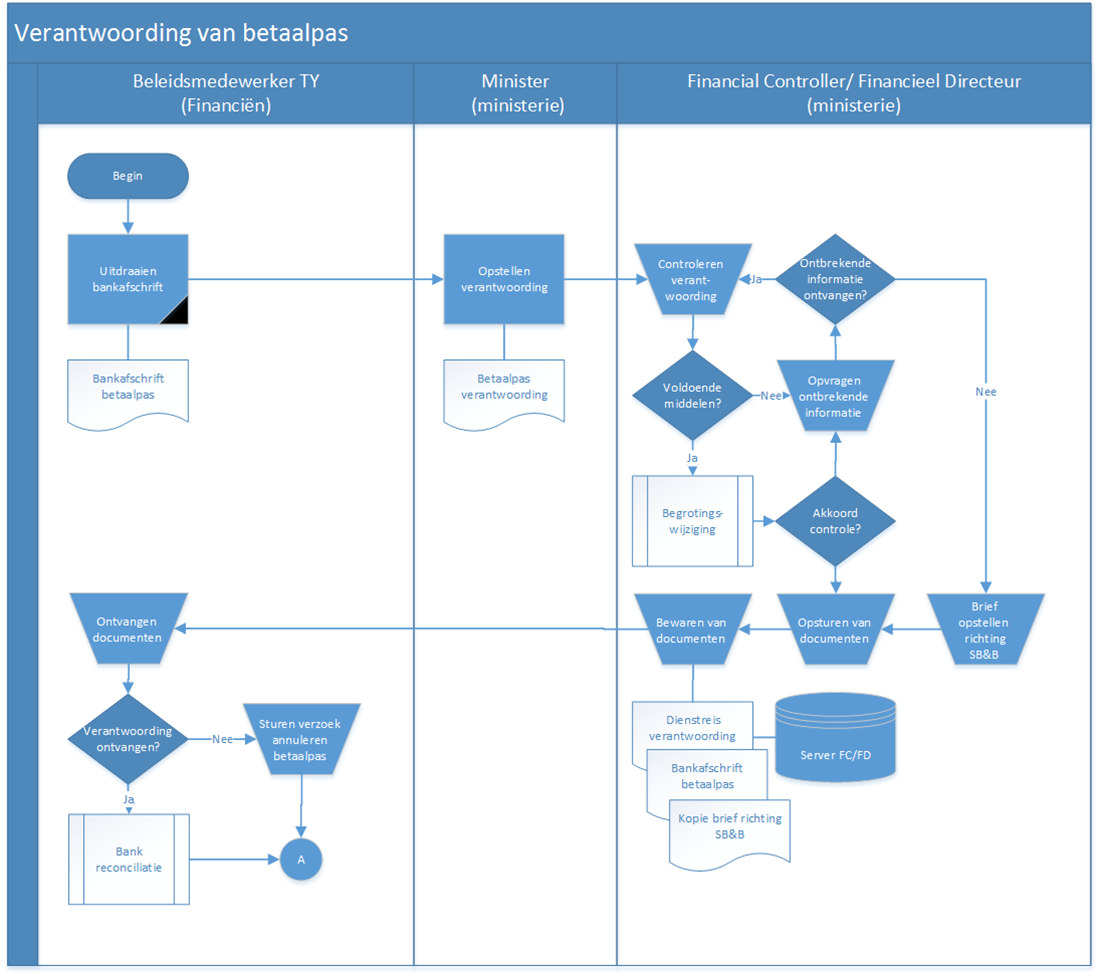 Verantwoording van betaalpas
Beleidsmedewerker TY
(Financiën)
Minister
(ministerie)
Financial Controller/ Financieel Directeur
(ministerie)
Begin
Uitdraaien
bankafschrift
Bankafschrift
betaalpas
Opstellen
verantwoording
Betaalpas
verantwoording
Controleren
verant-
woording
Ja
Ontbrekende
informatie
ontvangen?
Voldoende
middelen?
Nee
Opvragen
ontbrekende
informatie
Nee
Ja
Begrotings-
wijziging
Akkoord
controle?
Ontvangen
documenten
Bewaren van
documenten
Opsturen van
documenten
Brief
opstellen
richting
SB&B
Verantwoording
ontvangen?
Nee
Sturen verzoek
annuleren
betaalpas
Ja
Bank
reconciliatie
A
Dienstreis
verantwoording
Bankafschrift
betaalpas
Kopie brief richting
SB&B
Server FC/FD